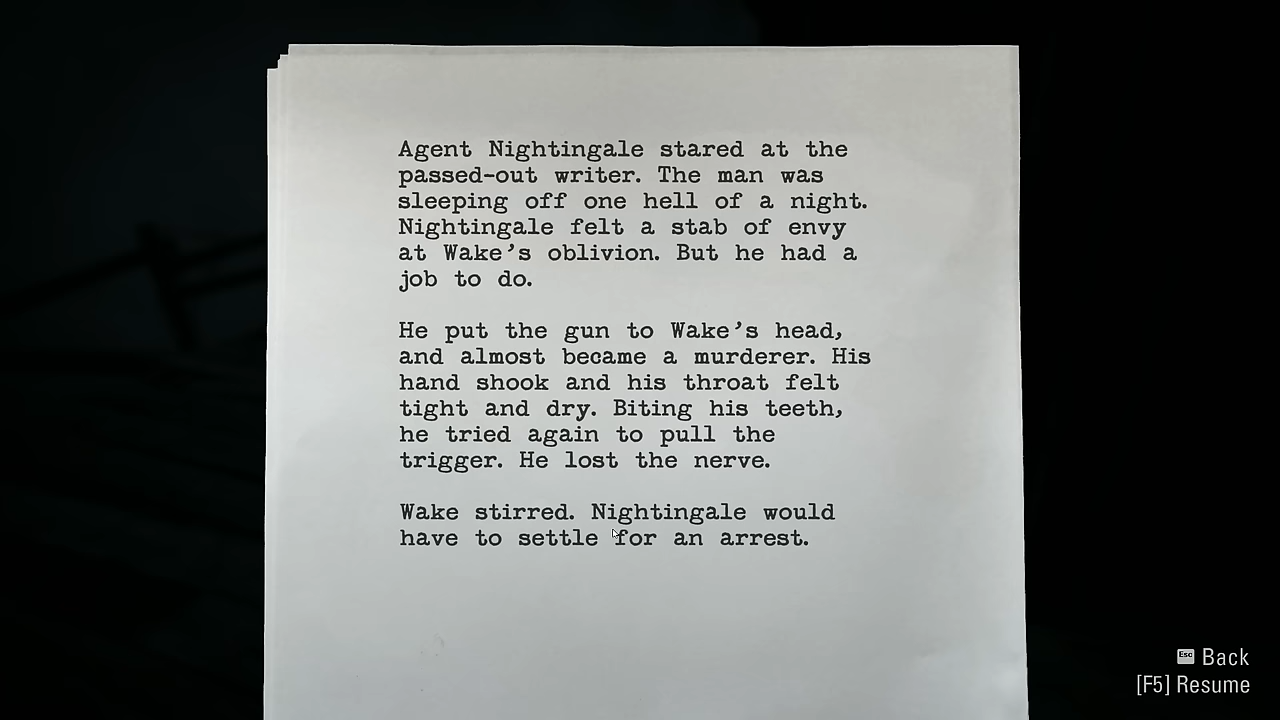 Agent Nightingale stared at the
passed-out writer. The man was
sleeping off one hell of a night.
Nightingale felt a stab of envy
at Wake's oblivion. But he had a
job to do.
He put the gun to Wake's head,
and almost became a murderer. His
hand shook and his throat felt
tight and dry. Biting his teeth,
he tried again to pull the
trigger. He lost the nerve.
Wake stirred. Nightingale would
have to settle for an arrest.
Esc Back
[F5] Resume